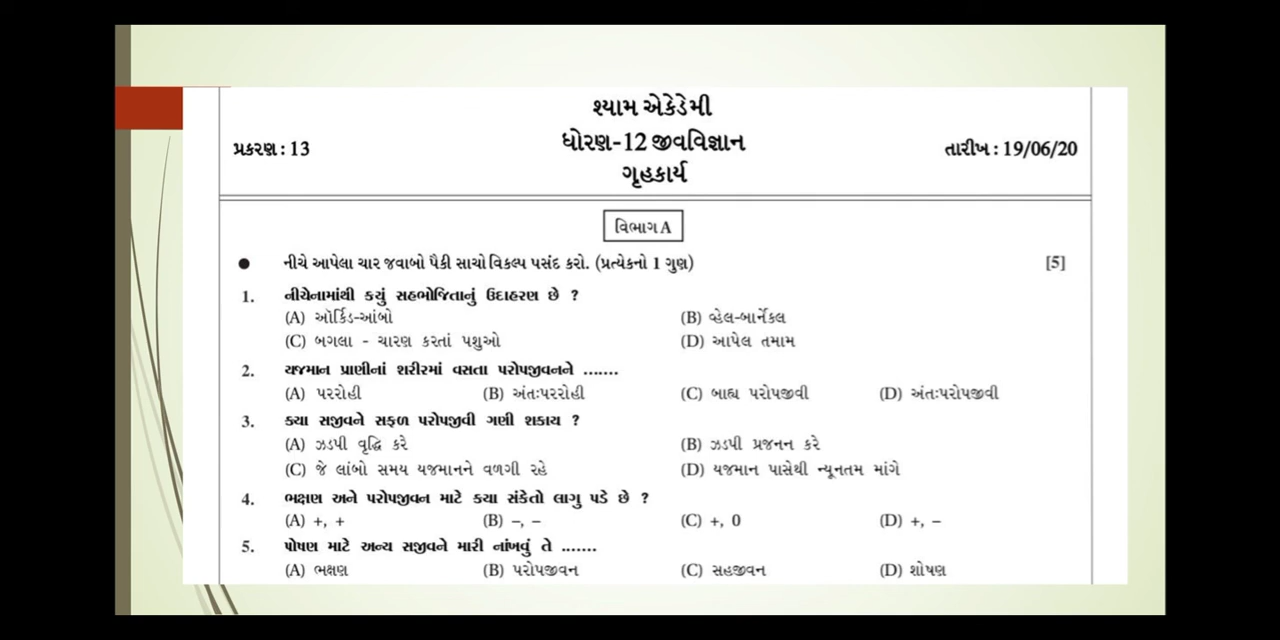 શ્યામ એકેડેમી
પ્રકરણ : 13 ધોરણ-12 જીવવિજ્ઞાન તારીખ : 19/06/20
ગૃહકાર્ય
વિભાગ A
● નીચે આપેલા ચાર જવાબો પૈકી સાચો વિકલ્પ પસંદ કરો. (પ્રત્યેકનો 1 ગુણ) [5]
1. નીચેનામાંથી કયું સહભોજિતાનું ઉદાહરણ છે ?
(A) ઑર્કિડ-આંબો (B) વ્હેલ-બાર્નેકલ
(C) બગલા - ચારણ કરતાં પશુઓ (D) આપેલ તમામ
2. યજમાન પ્રાણીનાં શરીરમાં વસતા પરોપજીવનને .......
(A) પરરોહી (B) અંતઃપરરોહી (C) બાહ્ય પરોપજીવી (D) અંતઃપરોપજીવી
3. ક્યા સજીવને સફળ પરોપજીવી ગણી શકાય ?
(A) ઝડપી વૃદ્ધિ કરે (B) ઝડપી પ્રજનન કરે
(C) જે લાંબો સમય યજમાનને વળગી રહે (D) યજમાન પાસેથી ન્યૂનતમ માંગે
4. ભક્ષણ અને પરોપજીવન માટે કયા સંકેતો લાગુ પડે છે ?
(A) +, + (B) –, – (C) +, 0 (D) +, –
5. પોષણ માટે અન્ય સજીવને મારી નાંખવું તે .......
(A) ભક્ષણ (B) પરોપજીવન (C) સહજીવન (D) શોષણ